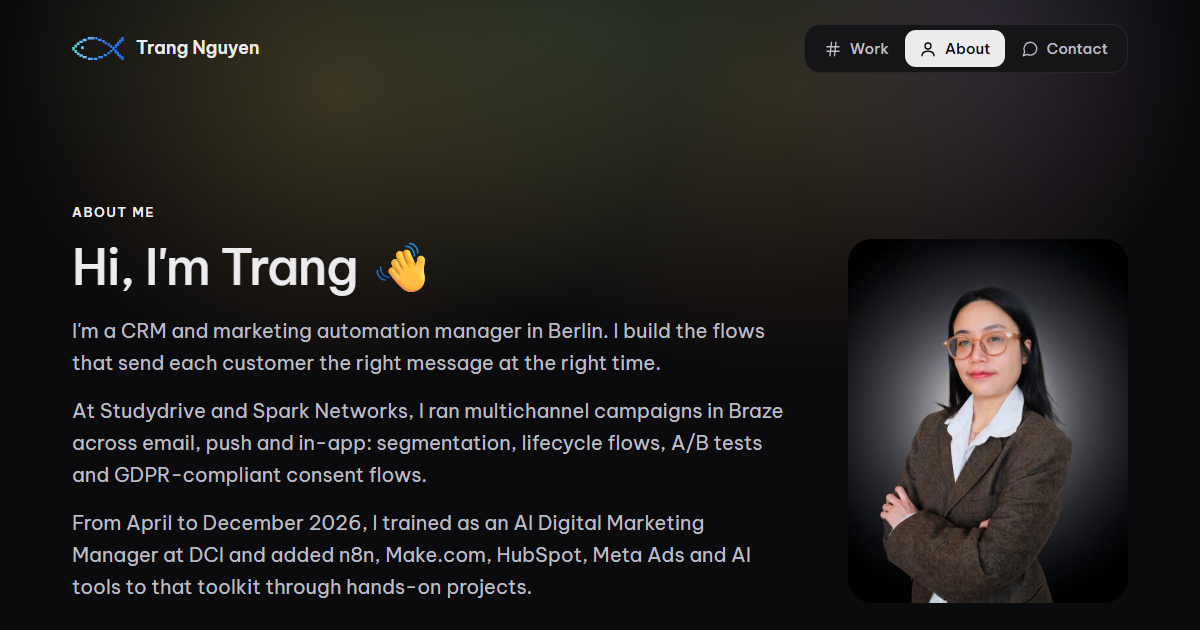 Trang Nguyen
Work
About
Contact
ABOUT ME
Hi, I'm Trang 👋
I'm a CRM and marketing automation manager in Berlin. I build the flows
that send each customer the right message at the right time.
At Studydrive and Spark Networks, I ran multichannel campaigns in Braze
across email, push and in-app: segmentation, lifecycle flows, A/B tests
and GDPR-compliant consent flows.
From April to December 2026, I trained as an AI Digital Marketing
Manager at DCI and added n8n, Make.com, HubSpot, Meta Ads and AI
tools to that toolkit through hands-on projects.